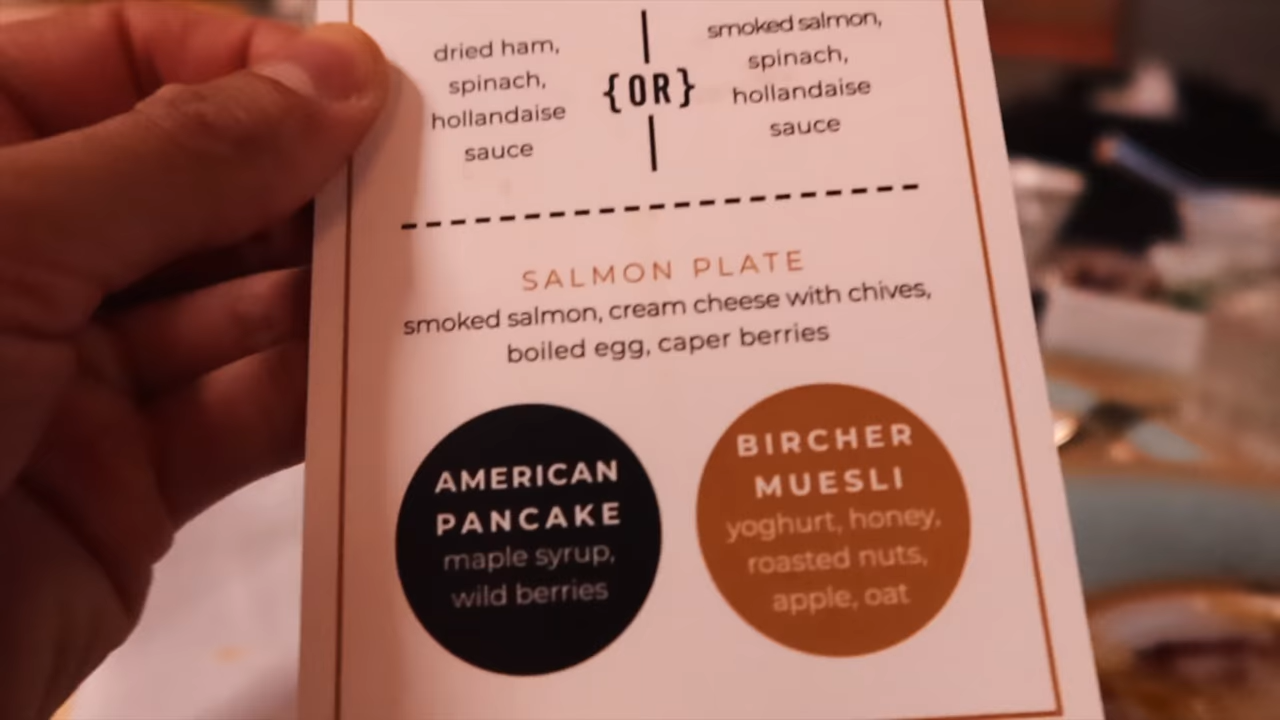 dried ham,
spinach,
hollandaise
sauce
{OR}
smoked salmon,
spinach,
hollandaise
sauce
SALMON PLATE
smoked salmon, cream cheese with chives,
boiled egg, caper berries
AMERICAN
PANCAKE
maple syrup,
wild berries
BIRCHER
MUESLI
yoghurt, honey,
roasted nuts,
apple, oat